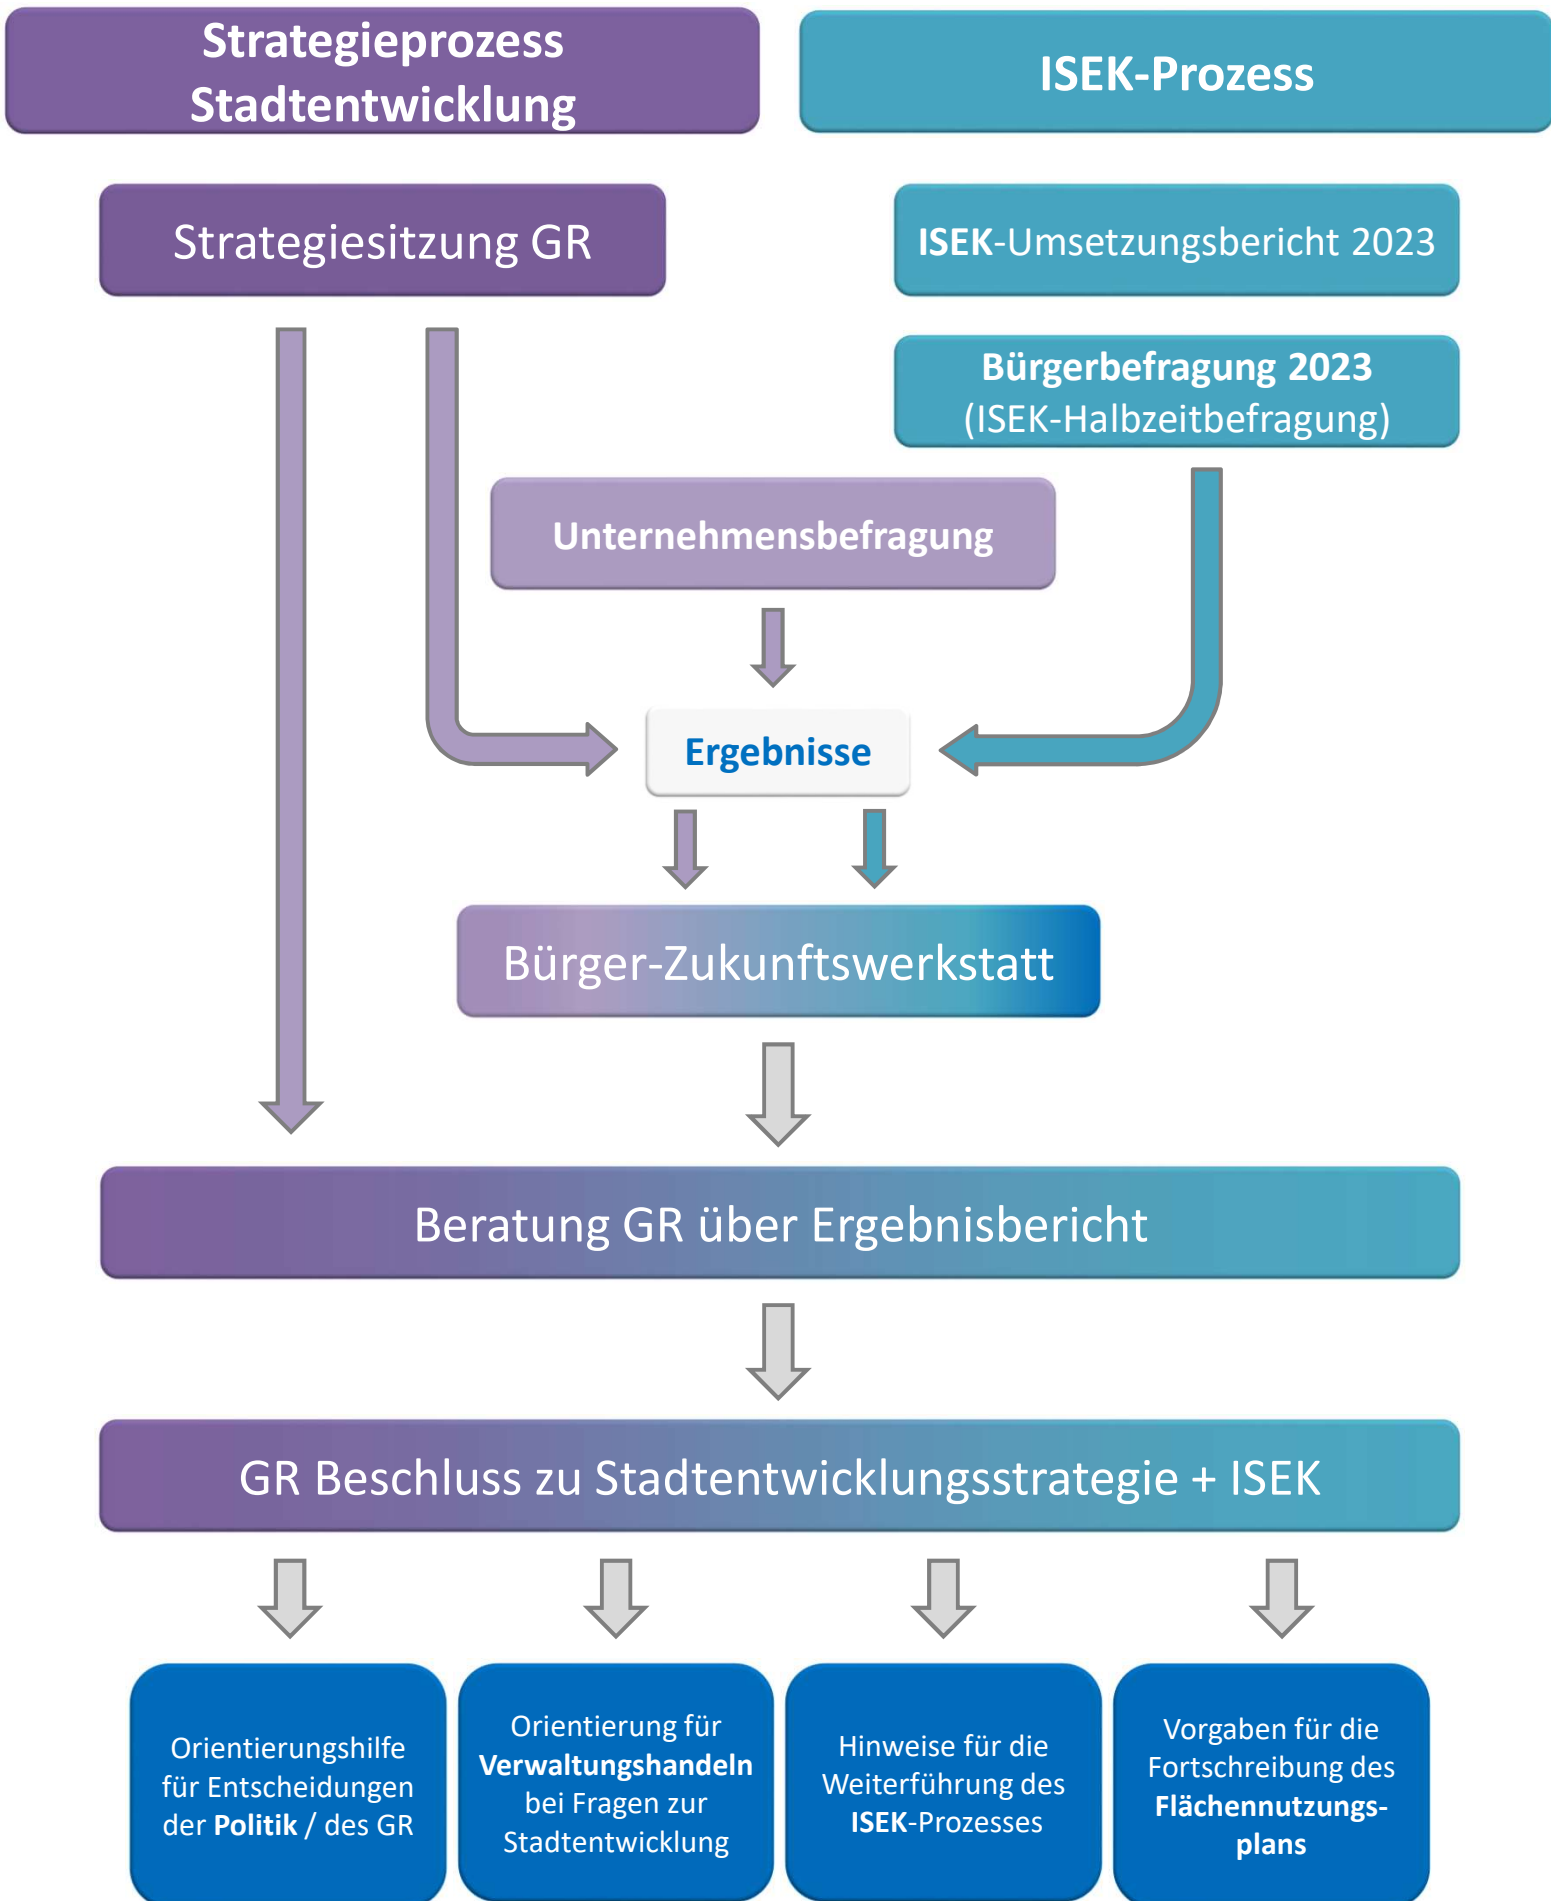 Strategieprozess
Stadtentwicklung
ISEK-Prozess
Strategiesitzung GR
ISEK-Umsetzungsbericht 2023
Bürgerbefragung 2023
(ISEK-Halbzeitbefragung)
Unternehmensbefragung
Ergebnisse
Bürger-Zukunftswerkstatt
Beratung GR über Ergebnisbericht
GR Beschluss zu Stadtentwicklungsstrategie + ISEK
Orientierungshilfe
für Entscheidungen
der Politik / des GR
Orientierung für
Verwaltungshandeln
bei Fragen zur
Stadtentwicklung
Hinweise für die
Weiterführung des
ISEK-Prozesses
Vorgaben für die
Fortschreibung des
Flächennutzungs-
plans